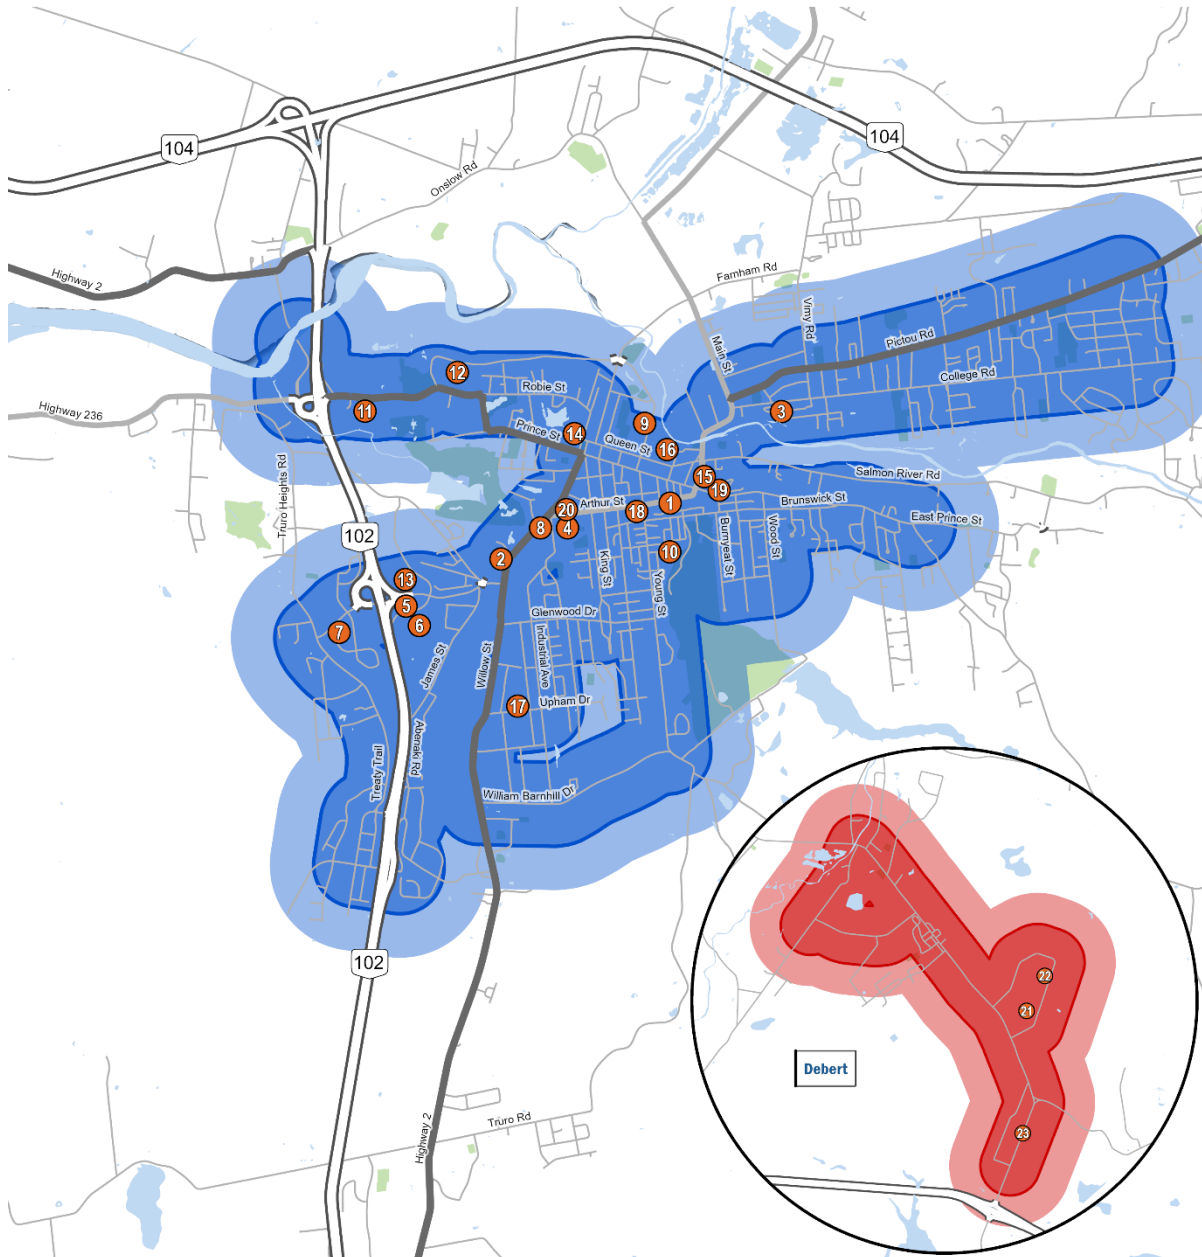 104
104
Onslow Rd
Farnham Rd
Highway 2
Vimy Rd
Main St
Pictou Rd
College Rd
12
Robie St
11
3
Highway 236
9
14
Prince St
Queen St
16
Truro Heights Rd
15
Salmon River Rd
19
20
Arthur St
18
1
Brunswick St
East Prince St
8
4
102
10
2
King St
Young St
Burnyeat St
Wood St
13
5
6
7
Glenwood Dr
James St
Willow St
Industrial Ave
17
Upham Dr
Treaty Trail
Abenaki Rd
William Barnhill Dr
102
22
21
Debert
23
Truro Rd
Highway 2